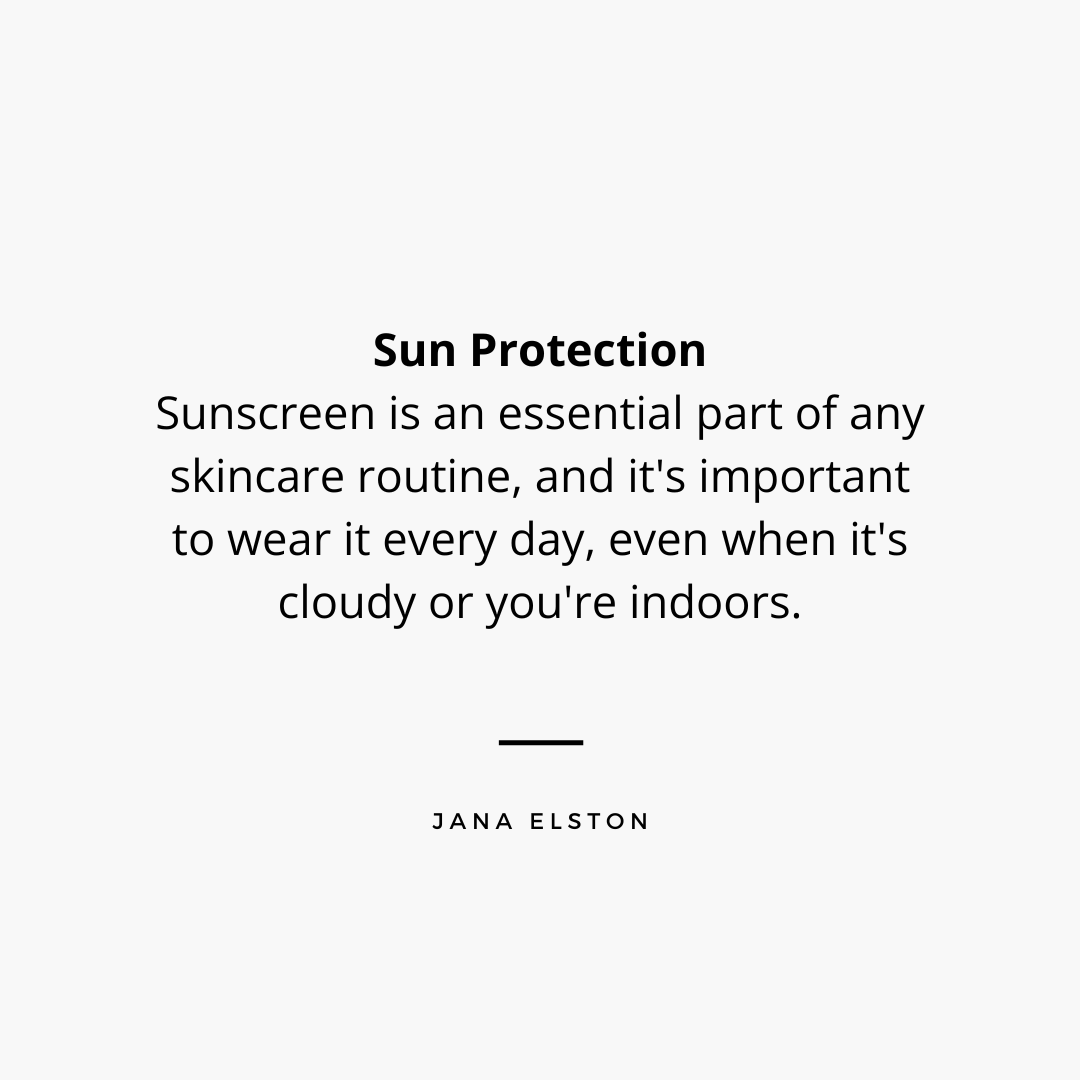 Sun Protection
Sunscreen is an essential part of any
skincare routine, and it's important
to wear it every day, even when it's
cloudy or you're indoors.
JANA ELSTON